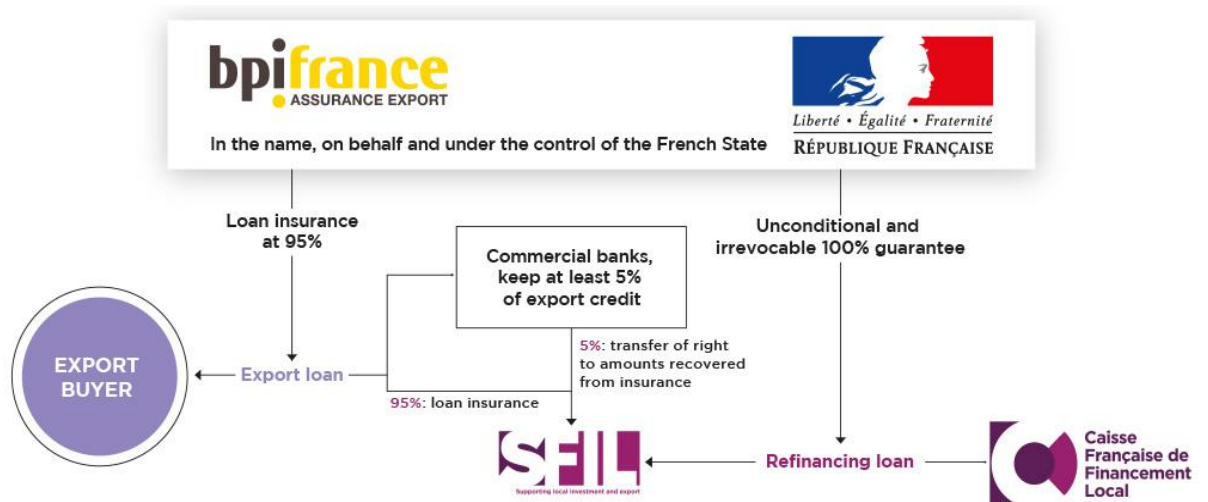 bpifrance
ASSURANCE EXPORT
In the name, on behalf and under the control of the French State
Liberté • Égalité • Fraternité
RÉPUBLIQUE FRANÇAISE
Loan insurance
at 95%
Unconditional and
irrevocable 100% guarantee
Commercial banks,
keep at least 5%
of export credit
EXPORT
BUYER
Export loan
5%: transfer of right
to amounts recovered
from insurance
95%: loan insurance
SFIL
Supporting local investment and export
Refinancing loan
Caisse
Française de
Financement
Local